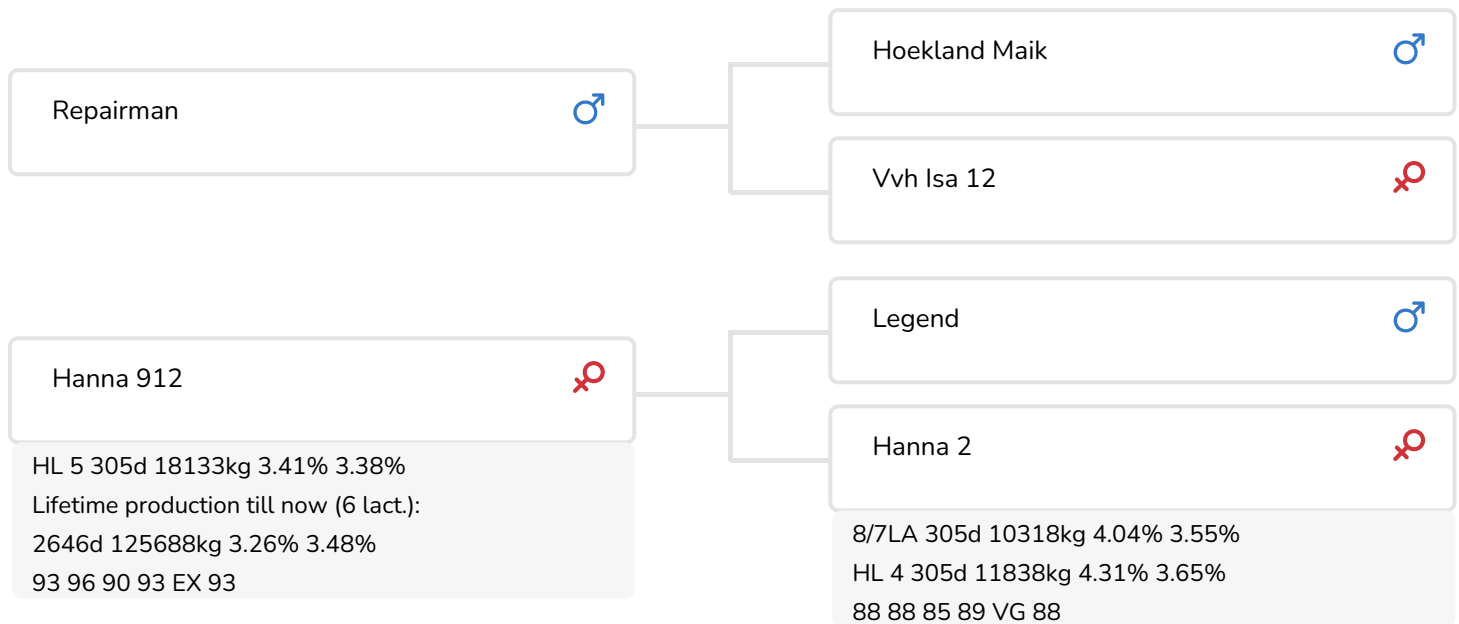 Repairman
Hoekland Maik
Vvh Isa 12
Hanna 912
HL 5 305d 18133kg 3.41% 3.38%
Lifetime production till now (6 lact.):
2646d 125688kg 3.26% 3.48%
93 96 90 93 EX 93
Legend
Hanna 2
8/7LA 305d 10318kg 4.04% 3.55%
HL 4 305d 11838kg 4.31% 3.65%
88 88 85 89 VG 88